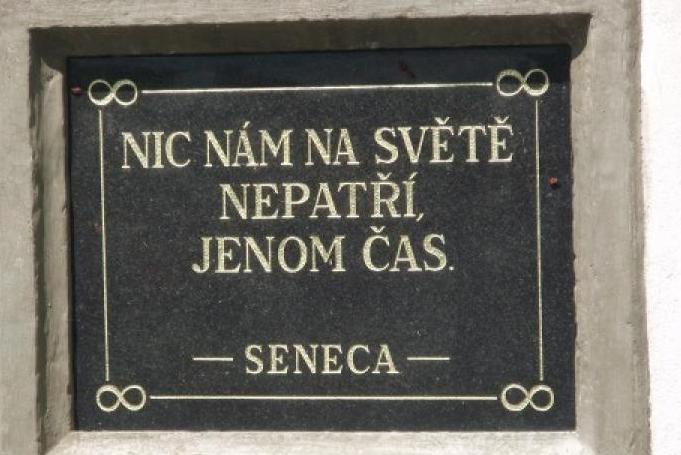 NIC NÁM NA SVĚTĚ
NEPATŘÍ,
JENOM ČAS.
— SENECA —